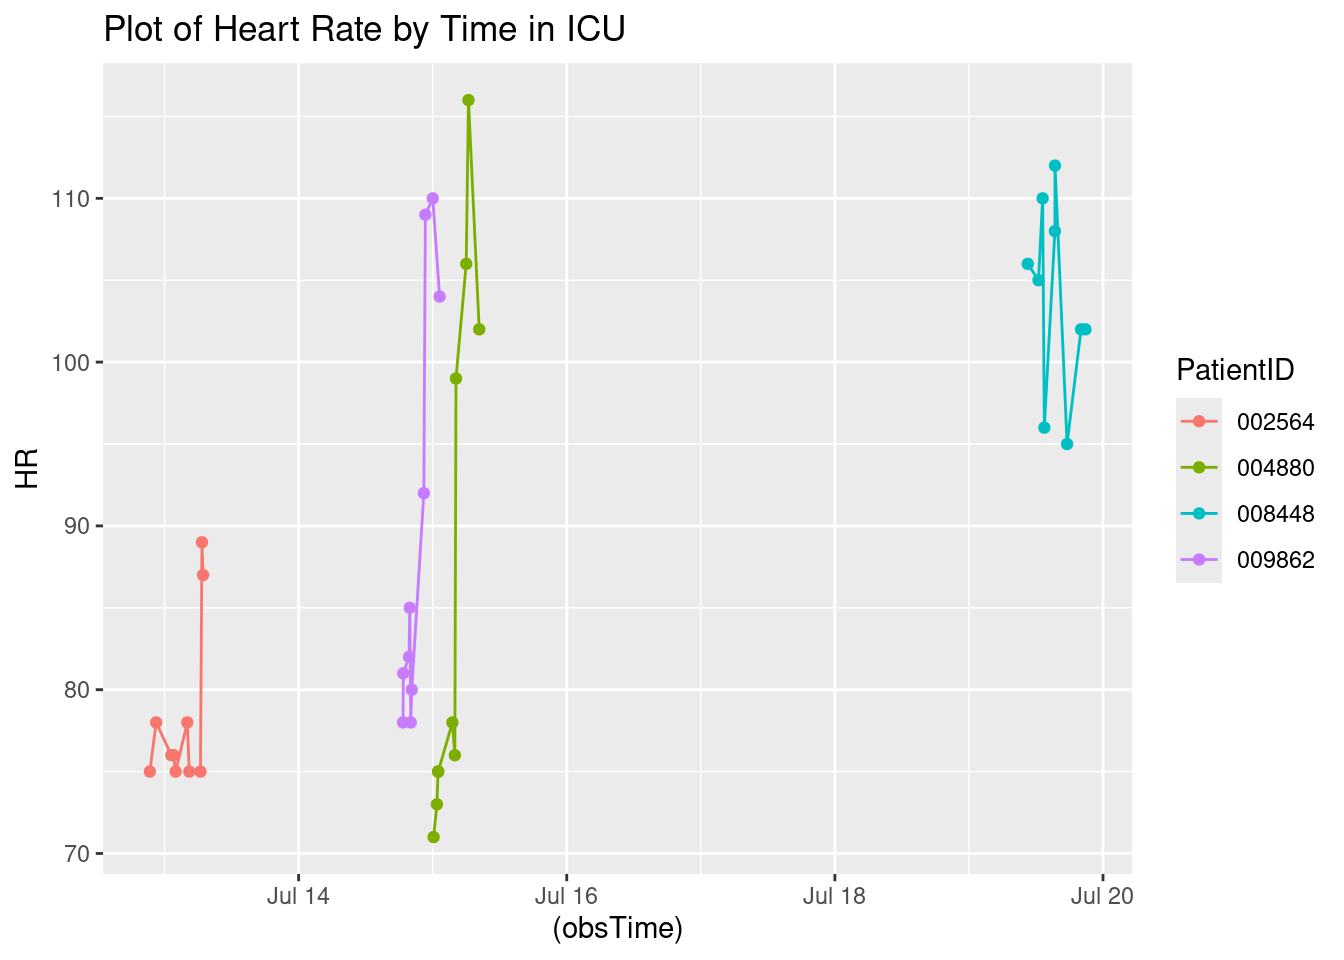 Plot of Heart Rate by Time in ICU
110
100
90
80
70
HR
Jul 14
Jul 16
Jul 18
Jul 20
(obsTime)
PatientID
002564
004880
008448
009862